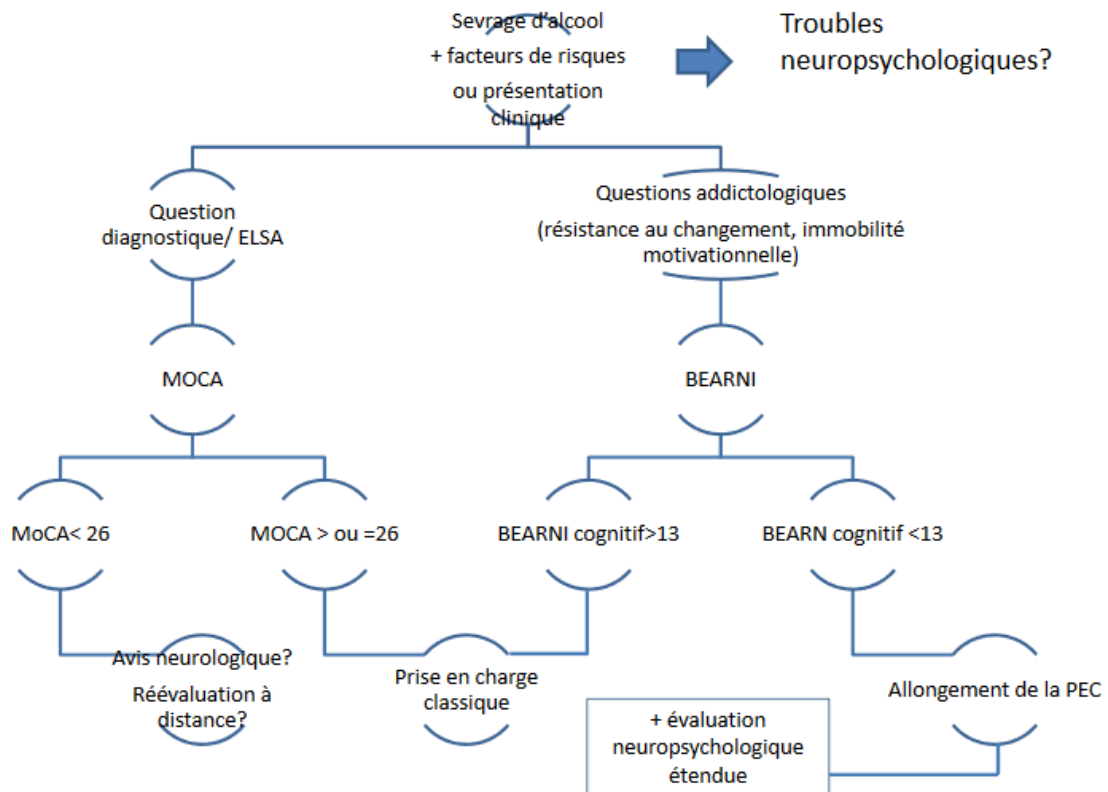 Sevrage d'alcool
+ facteurs de risques
ou présentation
clinique
Troubles
neuropsychologiques?
Question
diagnostique/ ELSA
Questions addictologiques
(résistance au changement, immobilité
motivationnelle)
MOCA
BEARNI
MoCA< 26
MOCA > ou =26
BEARNI cognitif>13
BEARN cognitif <13
Avis neurologique?
Réévaluation à
distance?
Prise en charge
classique
+ évaluation
neuropsychologique
étendue
Allongement de la PEC